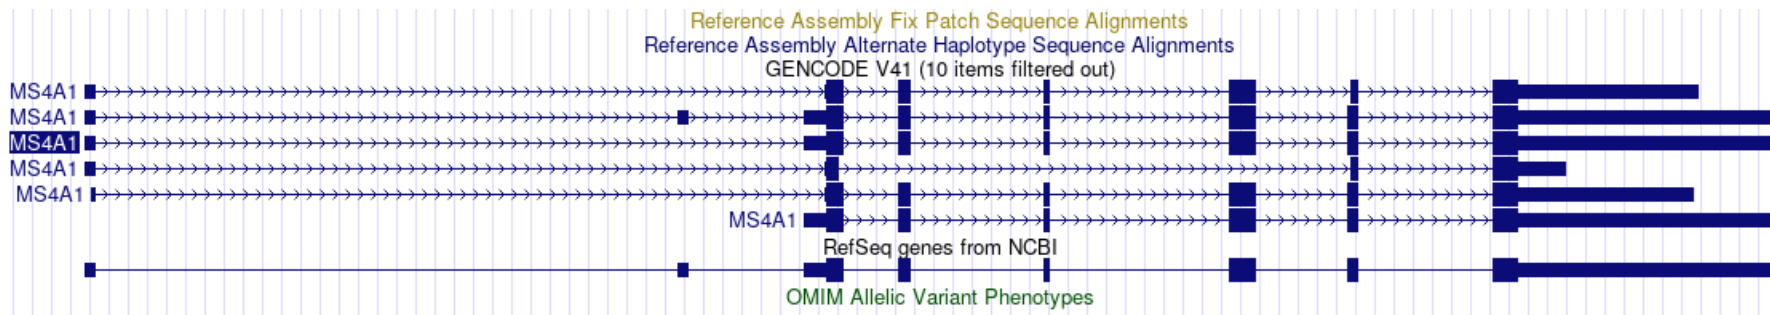 Reference Assembly Fix Patch Sequence Alignments
Reference Assembly Alternate Haplotype Sequence Alignments
GENCODE V41 (10 items filtered out)
MS4A1
MS4A1
MS4A1
MS4A1
MS4A1
MS4A1
RefSeq genes from NCBI
OMIM Allelic Variant Phenotypes